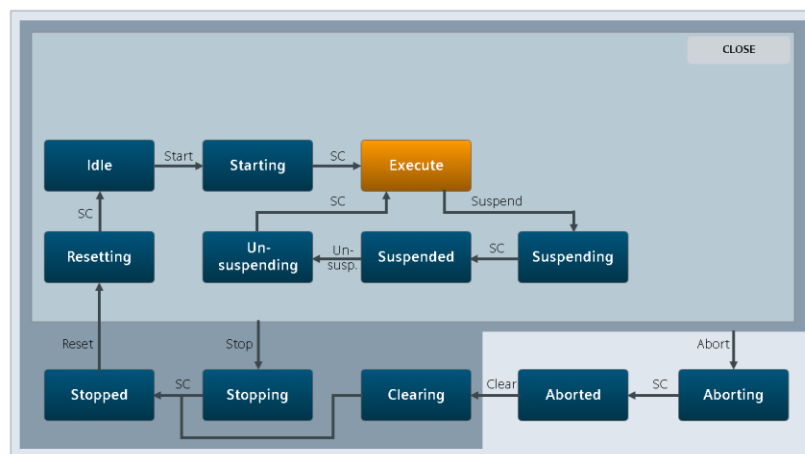 CLOSE
Idle
Start
Starting
SC
Execute
SC
SC
Suspend
Resetting
Un-
suspending
Un-
susp.
Suspended
SC
Suspending
Reset
Stop
Abort
Stopped
SC
Stopping
Clearing
Clear
Aborted
SC
Aborting